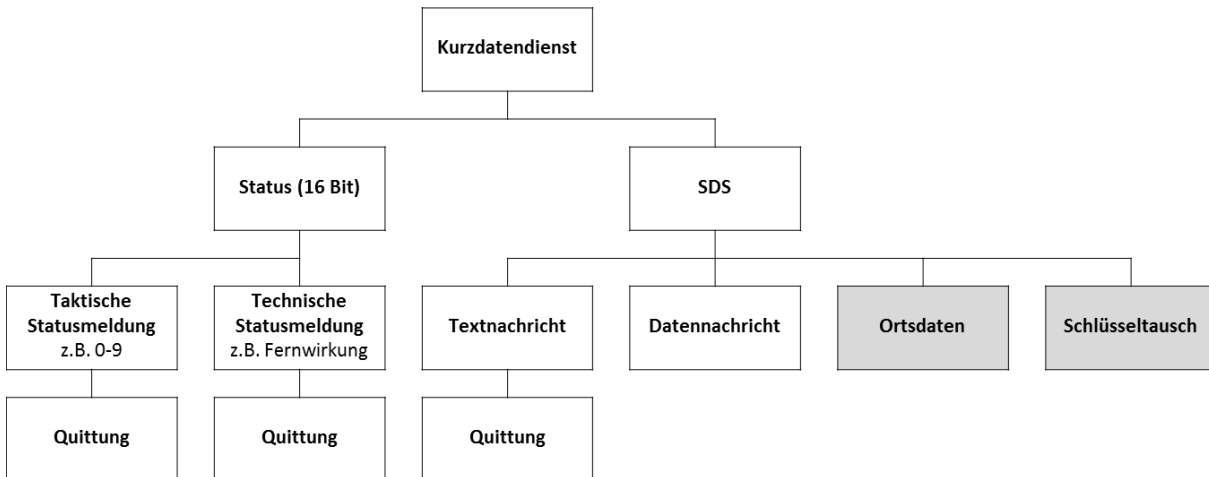 Kurzdatendienst
Status (16 Bit)
SDS
Taktische
Statusmeldung
z.B. 0-9
Technische
Statusmeldung
z.B. Fernwirkung
Textnachricht
Datennachricht
Ortsdaten
Schlüsseltausch
Quittung
Quittung
Quittung